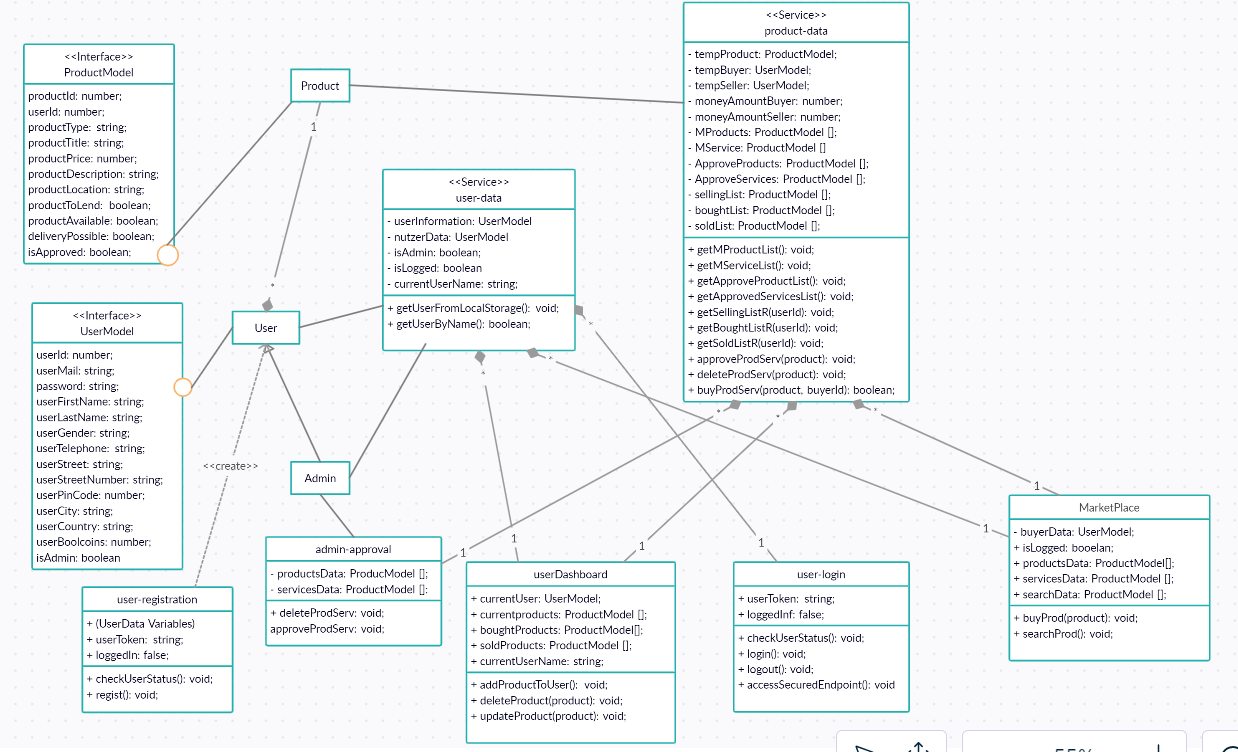 <<Interface>>
ProductModel
productId: number;
userId: number;
productType: string;
productTitle: string;
productPrice: number;
productDescription: string;
productLocation: string;
productToLend: boolean;
productAvailable: boolean;
deliveryPossible: boolean;
isApproved: boolean;
Product
1
*
<<Service>>
product-data
- tempProduct: ProductModel;
- tempBuyer: UserModel;
- tempSeller: UserModel;
- moneyAmountBuyer: number;
- moneyAmountSeller: number;
- MProducts: ProductModel [];
- MService: ProductModel []
- ApproveProducts: ProductModel [];
- ApproveServices: ProductModel [];
- sellingList: ProductModel [];
- boughtList: ProductModel [];
- soldList: ProductModel [];
+ getMProductList(): void;
+ getMServiceList(): void;
+ getApproveProductList(): void;
+ getApprovedServicesList(): void;
+ getSellingListR(userId): void;
+ getBoughtListR(userId): void;
+ getSoldListR(userId): void;
+ approveProdServ(product): void;
+ deleteProdServ(product): void;
+ buyProdServ(product, buyerId): boolean;
<<Service>>
user-data
- userInformation: UserModel
- nutzerData: UserModel
- isAdmin: boolean;
- isLogged: boolean
- currentUserName: string;
+ getUserFromLocalStorage(): void;
+ getUserByName(): boolean;
<<Interface>>
UserModel
userId: number;
userMail: string;
password: string;
userFirstName: string;
userLastName: string;
userGender: string;
userTelephone: string;
userStreet: string;
userStreetNumber: string;
userPinCode: number;
userCity: string;
userCountry: string;
userBoolcoins: number;
isAdmin: boolean
User
*
*
*
*
*
*
<<create>>
Admin
1
1
1
1
1
1
admin-approval
- productsData: ProducModel [];
- servicesData: ProductModel []:
+ deleteProdServ: void;
approveProdServ: void;
user-registration
+ (UserData Variables)
+ userToken: string;
+ loggedIn: false;
+ checkUserStatus(): void;
+ regist(): void;
userDashboard
+ currentUser: UserModel;
+ currentproducts: ProductModel [];
+ boughtProducts: ProductModel[];
+ soldProducts: ProductModel [];
+ currentUserName: string;
+ addProductToUser(): void;
+ deleteProduct(product): void;
+ updateProduct(product): void;
user-login
+ userToken: string;
+ loggedInf: false;
+ checkUserStatus(): void;
+ login(): void;
+ logout(): void;
+ accessSecuredEndpoint(): void
MarketPlace
- buyerData: UserModel;
+ isLogged: booelan;
+ productsData: ProductModel[];
+ servicesData: ProductModel [];
+ searchData: ProductModel [];
+ buyProd(product): void;
+ searchProd(): void;
55%